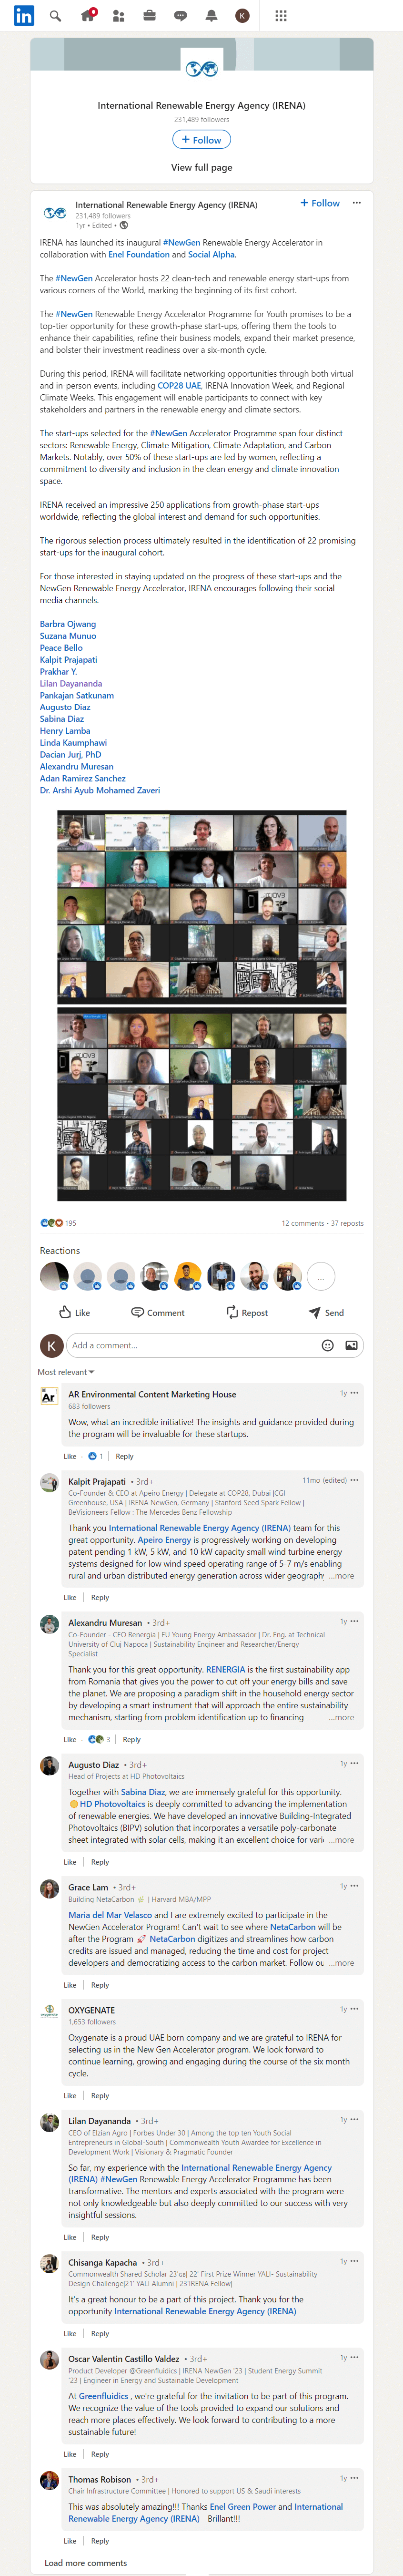 in
K
International Renewable Energy Agency (IRENA)
231,489 followers
+ Follow
View full page
International Renewable Energy Agency (IRENA)
+ Follow
231,489 followers
1yr • Edited •
IRENA has launched its inaugural #NewGen Renewable Energy Accelerator in
collaboration with Enel Foundation and Social Alpha.
The #NewGen Accelerator hosts 22 clean-tech and renewable energy start-ups from
various corners of the World, marking the beginning of its first cohort.
The #NewGen Renewable Energy Accelerator Programme for Youth promises to be a
top-tier opportunity for these growth-phase start-ups, offering them the tools to
enhance their capabilities, refine their business models, expand their market presence,
and bolster their investment readiness over a six-month cycle.
During this period, IRENA will facilitate networking opportunities through both virtual
and in-person events, including COP28 UAE, IRENA Innovation Week, and Regional
Climate Weeks. This engagement will enable participants to connect with key
stakeholders and partners in the renewable energy and climate sectors.
The start-ups selected for the #NewGen Accelerator Programme span four distinct
sectors: Renewable Energy, Climate Mitigation, Climate Adaptation, and Carbon
Markets. Notably, over 50% of these start-ups are led by women, reflecting a
commitment to diversity and inclusion in the clean energy and climate innovation
space.
IRENA received an impressive 250 applications from growth-phase start-ups
worldwide, reflecting the global interest and demand for such opportunities.
The rigorous selection process ultimately resulted in the identification of 22 promising
start-ups for the inaugural cohort.
For those interested in staying updated on the progress of these start-ups and the
NewGen Renewable Energy Accelerator, IRENA encourages following their social
media channels.
Barbra Ojwang
Suzana Munuo
Peace Bello
Kalpit Prajapati
Prakhar Y.
Lilan Dayananda
Pankajan Satkunam
Augusto Diaz
Sabina Diaz
Henry Lamba
Linda Kaumphawi
Dacian Jurj, PhD
Alexandru Muresan
Adan Ramirez Sanchez
Dr. Arshi Ayub Mohamed Zaveri
195
12 comments • 37 reposts
Reactions
...
Like
Comment
Repost
Send
K
Add a comment...
Most relevant
Ar
AR Environmental Content Marketing House
1y
683 followers
Wow, what an incredible initiative! The insights and guidance provided during
the program will be invaluable for these startups.
Like · 1 | Reply
Kalpit Prajapati • 3rd+
11mo (edited)
Co-Founder & CEO at Apeiro Energy | Delegate at COP28, Dubai |CGI
Greenhouse, USA | IRENA NewGen, Germany | Stanford Seed Spark Fellow |
BeVisioneers Fellow : The Mercedes Benz Fellowship
Thank you International Renewable Energy Agency (IRENA) team for this
great opportunity. Apeiro Energy is progressively working on developing
patent pending 1 kW, 5 kW, and 10 kW capacity small wind turbine energy
systems designed for low wind speed operating range of 5-7 m/s enabling
rural and urban distributed energy generation across wider geography ...more
Like | Reply
Alexandru Muresan • 3rd+
1y
Co-Founder - CEO Renergia | EU Young Energy Ambassador | Dr. Eng. at Technical
University of Cluj Napoca | Sustainability Engineer and Researcher/Energy
Specialist
Thank you for this great opportunity. RENERGIA is the first sustainability app
from Romania that gives you the power to cut off your energy bills and save
the planet. We are proposing a paradigm shift in the household energy sector
by developing a smart instrument that will approach the entire sustainability
mechanism, starting from problem identification up to financing ...more
Like · 3 | Reply
Augusto Diaz • 3rd+
1y
Head of Projects at HD Photovoltaics
Together with Sabina Diaz, we are immensely grateful for this opportunity.
HD Photovoltaics is deeply committed to advancing the implementation
of renewable energies. We have developed an innovative Building-Integrated
Photovoltaics (BIPV) solution that incorporates a versatile poly-carbonate
sheet integrated with solar cells, making it an excellent choice for vari ...more
Like | Reply
Grace Lam • 3rd+
1y
Building NetaCarbon | Harvard MBA/MPP
Maria del Mar Velasco and I are extremely excited to participate in the
NewGen Accelerator Program! Can't wait to see where NetaCarbon will be
after the Program 🚀 NetaCarbon digitizes and streamlines how carbon
credits are issued and managed, reducing the time and cost for project
developers and democratizing access to the carbon market. Follow ou ...more
Like | Reply
OXYGENATE
1y
1,653 followers
Oxygenate is a proud UAE born company and we are grateful to IRENA for
selecting us in the New Gen Accelerator program. We look forward to
continue learning, growing and engaging during the course of the six month
cycle.
Like | Reply
Lilan Dayananda • 3rd+
1y
CEO of Elzian Agro | Forbes Under 30 | Among the top ten Youth Social
Entrepreneurs in Global-South | Commonwealth Youth Awardee for Excellence in
Development Work | Visionary & Pragmatic Founder
So far, my experience with the International Renewable Energy Agency
(IRENA) #NewGen Renewable Energy Accelerator Programme has been
transformative. The mentors and experts associated with the program were
not only knowledgeable but also deeply committed to our success with very
insightful sessions.
Like | Reply
Chisanga Kapacha • 3rd+
1y
Commonwealth Shared Scholar 23'| 22' First Prize Winner YALI- Sustainability
Design Challenge|21' YALI Alumni | 23'IRENA Fellow|
It's a great honour to be a part of this project. Thank you for the
opportunity International Renewable Energy Agency (IRENA)
Like | Reply
Oscar Valentin Castillo Valdez • 3rd+
1y
Product Developer @Greenfluidics | IRENA NewGen '23 | Student Energy Summit
'23 | Engineer in Energy and Sustainable Development
At Greenfluidics , we're grateful for the invitation to be part of this program.
We recognize the value of the tools provided to expand our solutions and
reach more places effectively. We look forward to contributing to a more
sustainable future!
Like | Reply
Thomas Robison • 3rd+
1y
Chair Infrastructure Committee | Honored to support US & Saudi interests
This was absolutely amazing!!! Thanks Enel Green Power and International
Renewable Energy Agency (IRENA) - Brillant!!!
Like | Reply
Load more comments